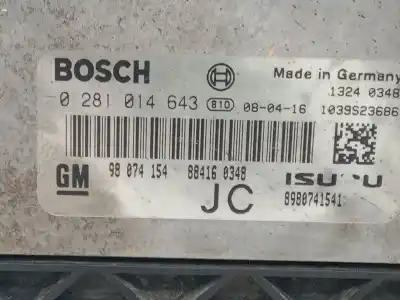 BOSCH Made in Germany
1324 0348
0 281 014 643 810 08-04-16 1039S23686
GM 98 074 154 88416 0348 ISUZU
JC 8980741541